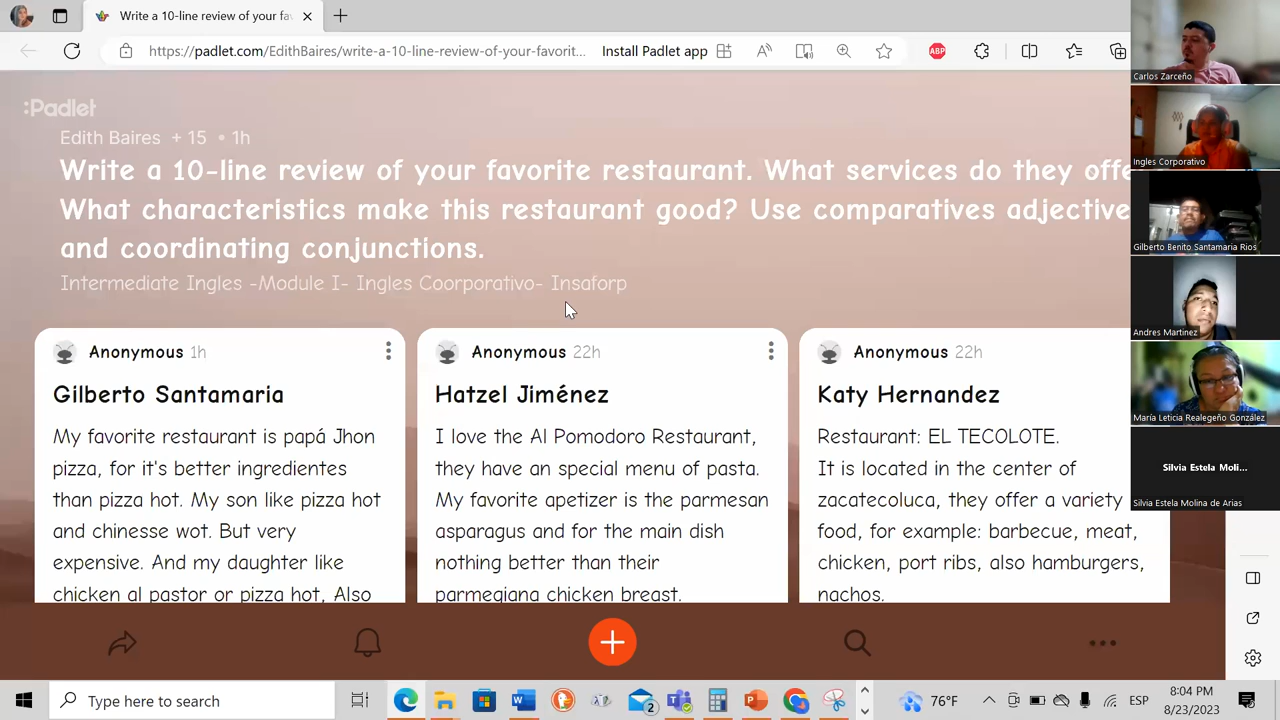 Write a 10-line review of your fa
https://padlet.com/EdithBaires/write-a-10-line-review-of-your-favorit...
Install Padlet app
ABP
Carlos Zarceño
:Padlet
Edith Baires + 15 • 1h
Write a 10-line review of your favorite restaurant. What services do they offe
What characteristics make this restaurant good? Use comparatives adjective
and coordinating conjunctions.
Intermediate Ingles -Module I- Ingles Coorporativo- Insaforp
Ingles Corporativo
Gilberto Benito Santamaria Rios
Andres Martinez
María Leticia Realegeño González
Silvia Estela Moli...
Silvia Estela Molina de Arias
Anonymous 1h
Gilberto Santamaria
My favorite restaurant is papá Jhon
pizza, for it's better ingredientes
than pizza hot. My son like pizza hot
and chinesse wot. But very
expensive. And my daughter like
chicken al pastor or pizza hot, Also
Anonymous 22h
Hatzel Jiménez
I love the Al Pomodoro Restaurant,
they have an special menu of pasta.
My favorite apetizer is the parmesan
asparagus and for the main dish
nothing better than their
parmegiana chicken breast.
Anonymous 22h
Katy Hernandez
Restaurant: EL TECOLOTE.
It is located in the center of
zacatecoluca, they offer a variety
food, for example: barbecue, meat,
chicken, port ribs, also hamburgers,
nachos.
Type here to search
2
76°F
ESP
8:04 PM
8/23/2023